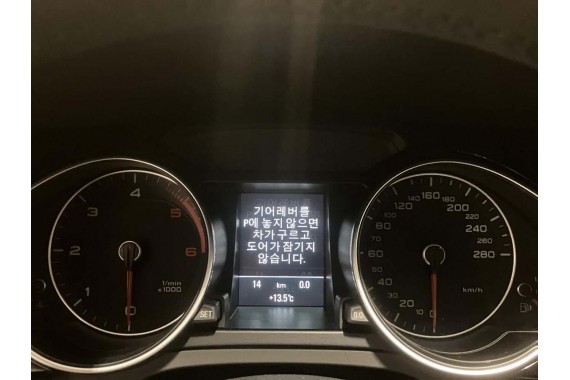 기어레버를
P에 놓지 않으면
차가 구르고
도어가 잠기지
않습니다.
14 km 0.0
+13.5°c
1 2 3 4 5 6
0
1/min
x1000
SET
0.0
0 10 20 40 60 80 100 120 140 160 180 200 220 240 260 280
km/h